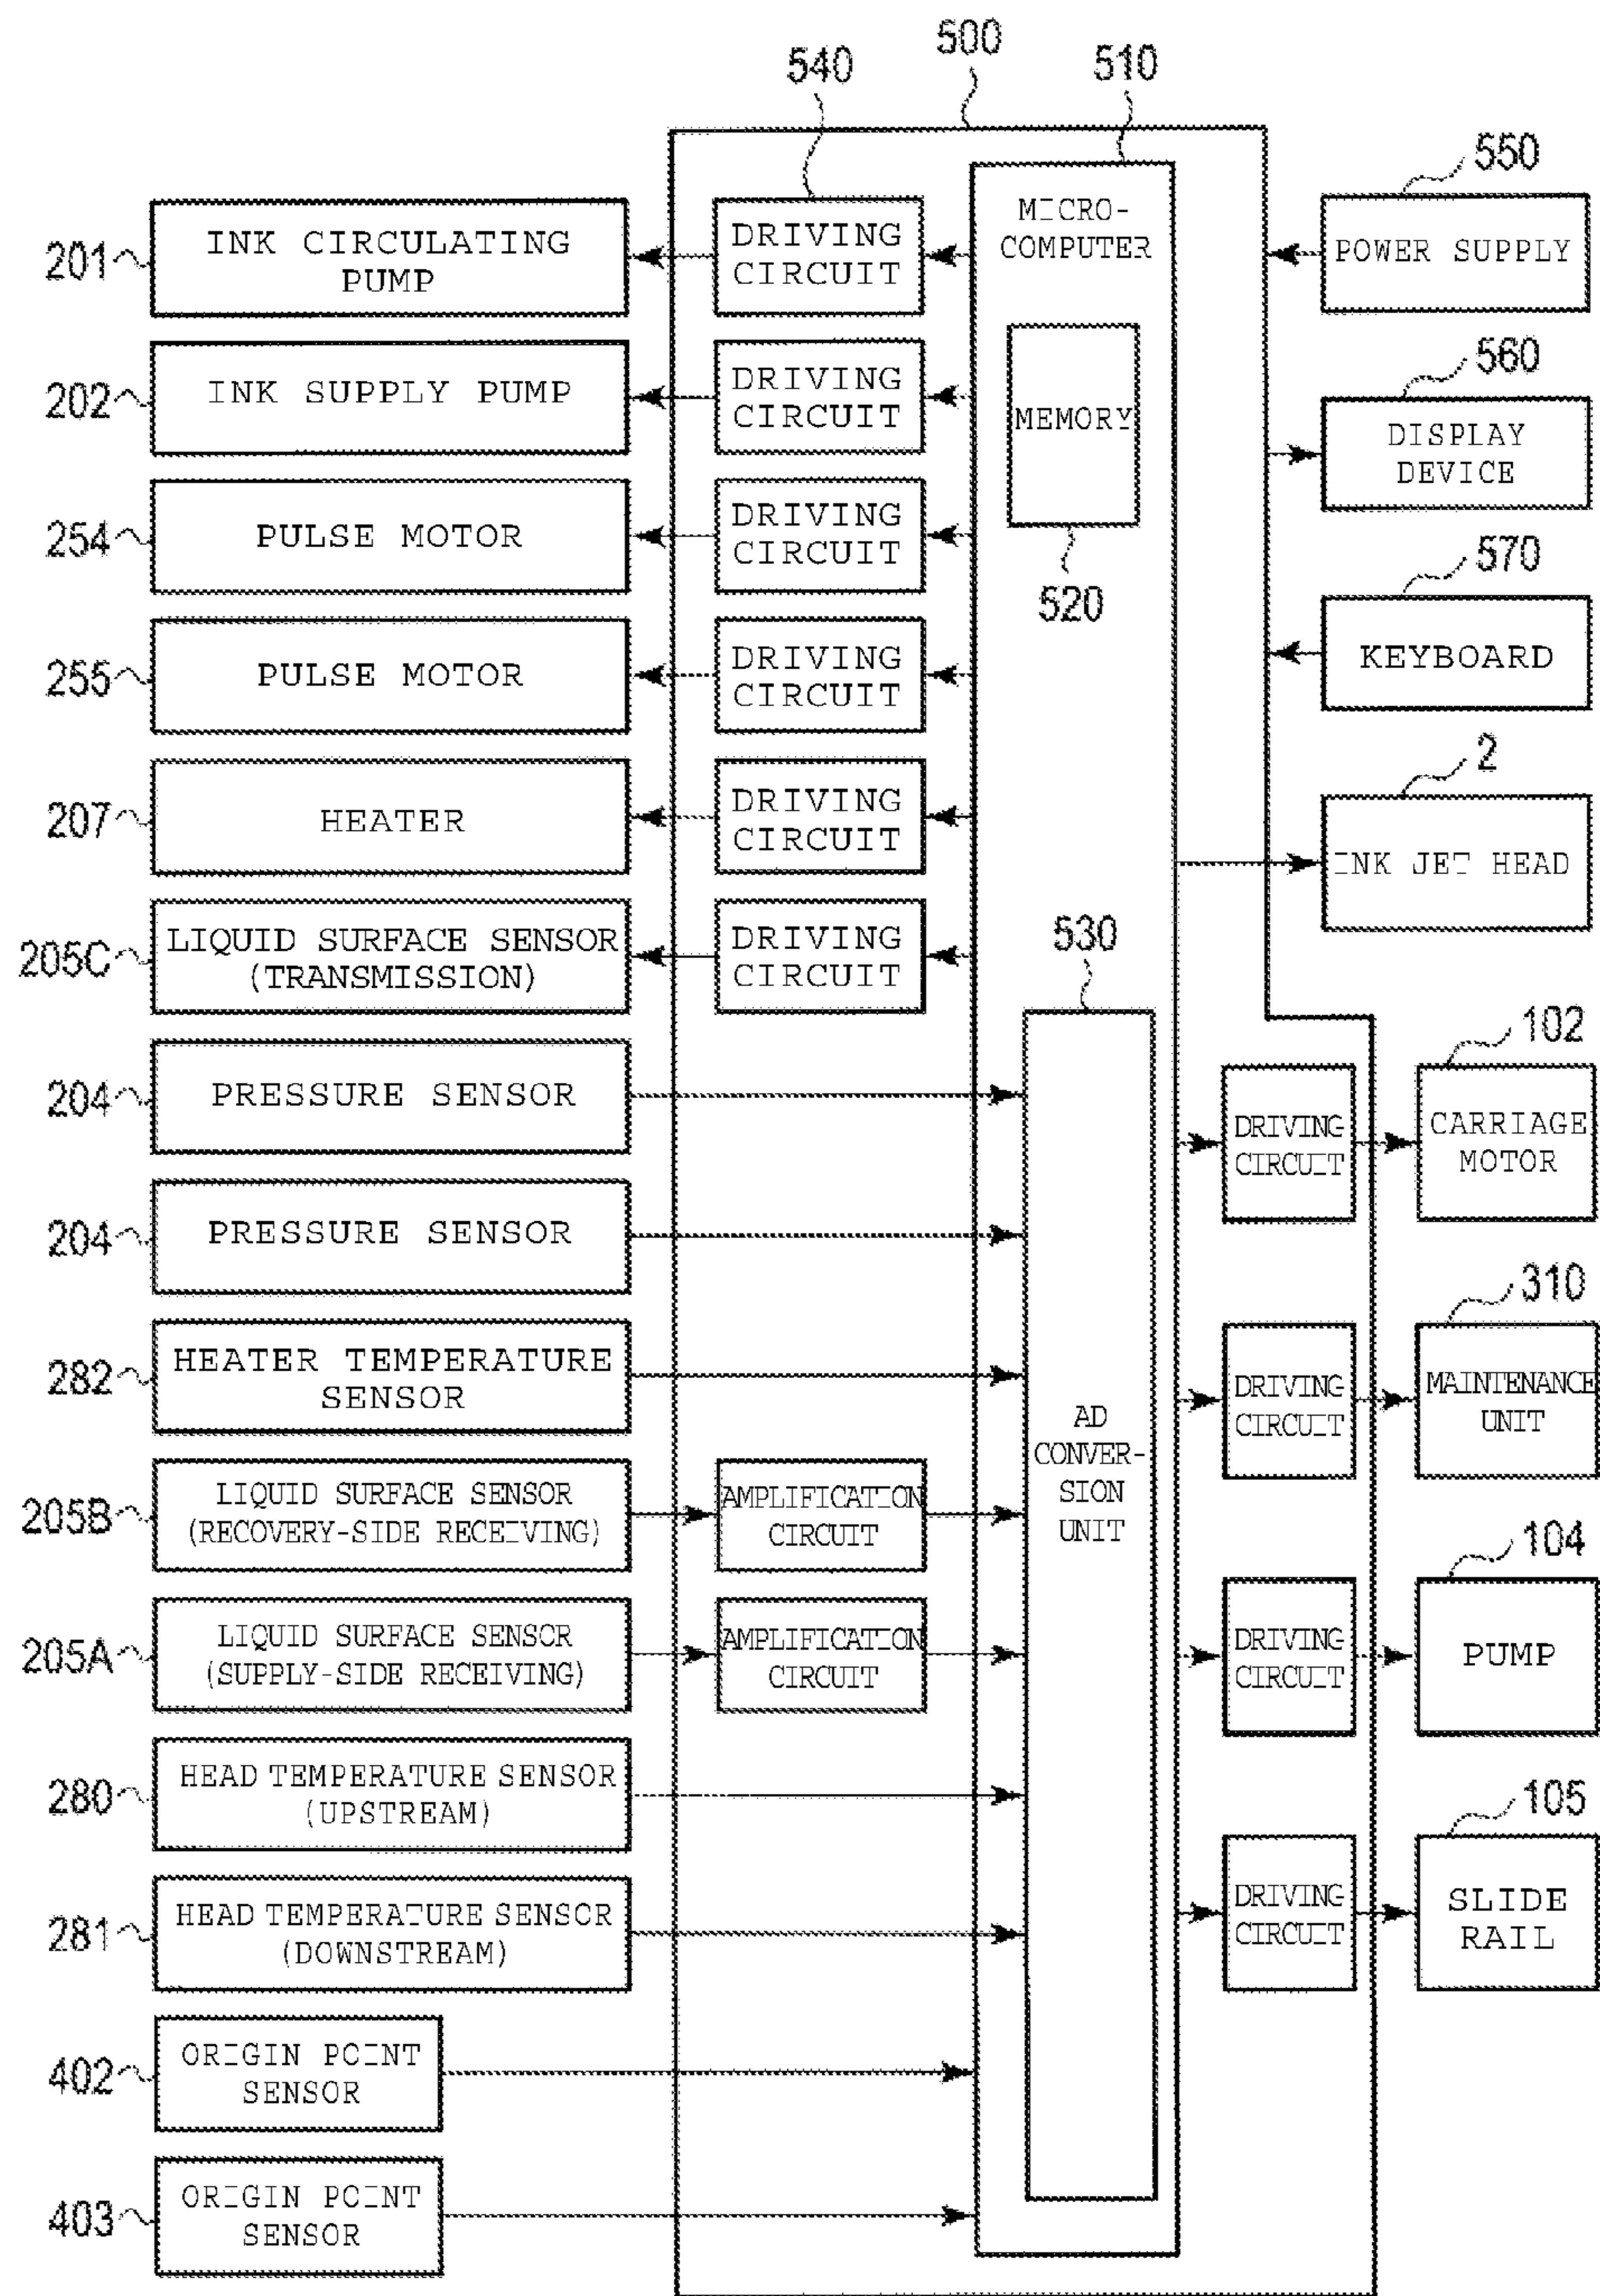 500
540
510
550
201
INK CIRCULATING
PUMP
DRIVING
CIRCUIT
MICRO-
COMPUTER
POWER SUPPLY
202
INK SUPPLY PUMP
DRIVING
CIRCUIT
MEMORY
520
560
DISPLAY
DEVICE
254
PULSE MOTOR
DRIVING
CIRCUIT
570
KEYBOARD
255
PULSE MOTOR
DRIVING
CIRCUIT
207
HEATER
DRIVING
CIRCUIT
2
INK JET HEAD
205C
LIQUID SURFACE SENSOR
(TRANSMISSION)
DRIVING
CIRCUIT
530
204
PRESSURE SENSOR
102
DRIVING
CIRCUIT
CARRIAGE
MOTOR
204
PRESSURE SENSOR
282
HEATER TEMPERATURE
SENSOR
310
DRIVING
CIRCUIT
MAINTENANCE
UNIT
AD
CONVER-
SION
UNIT
205B
LIQUID SURFACE SENSOR
(RECOVERY-SIDE RECEIVING)
AMPLIFICATION
CIRCUIT
205A
LIQUID SURFACE SENSOR
(SUPPLY-SIDE RECEIVING)
AMPLIFICATION
CIRCUIT
104
DRIVING
CIRCUIT
PUMP
280
HEAD TEMPERATURE SENSOR
(UPSTREAM)
105
DRIVING
CIRCUIT
SLIDE
RAIL
281
HEAD TEMPERATURE SENSOR
(DOWNSTREAM)
402
ORIGIN POINT
SENSOR
403
ORIGIN POINT
SENSOR